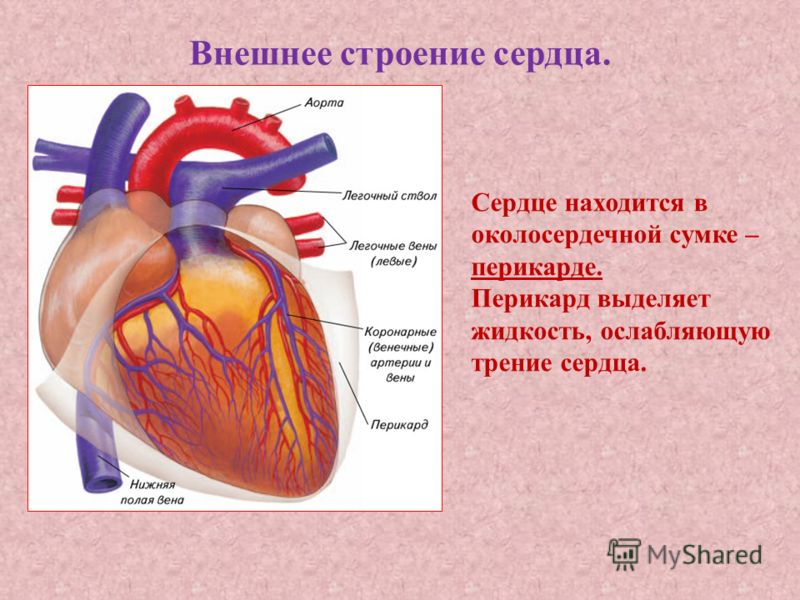 Внешнее строение сердца.
Аорта
Легочный ствол
Легочные вены
(левые)
Коронарные
(венечные)
артерии и
вены
Перикард
Нижняя
полая вена
Сердце находится в
околосердечной сумке –
перикарде.
Перикард выделяет
жидкость, ослабляющую
трение сердца.
MyShared